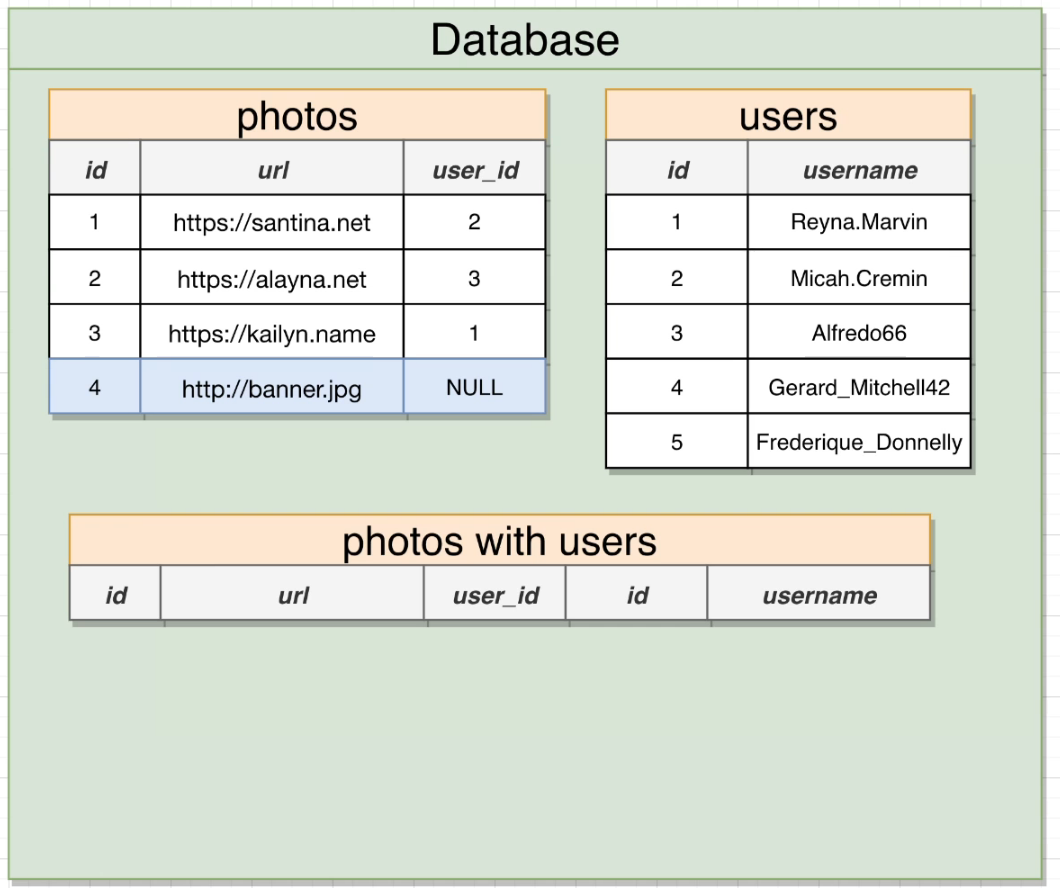 Database
photos
id url user_id
1 https://santina.net 2
2 https://alayna.net 3
3 https://kailyn.name 1
4 http://banner.jpg NULL
users
id username
1 Reyna.Marvin
2 Micah.Cremin
3 Alfredo66
4 Gerard_Mitchell42
5 Frederique_Donnelly
photos with users
id url user_id id username